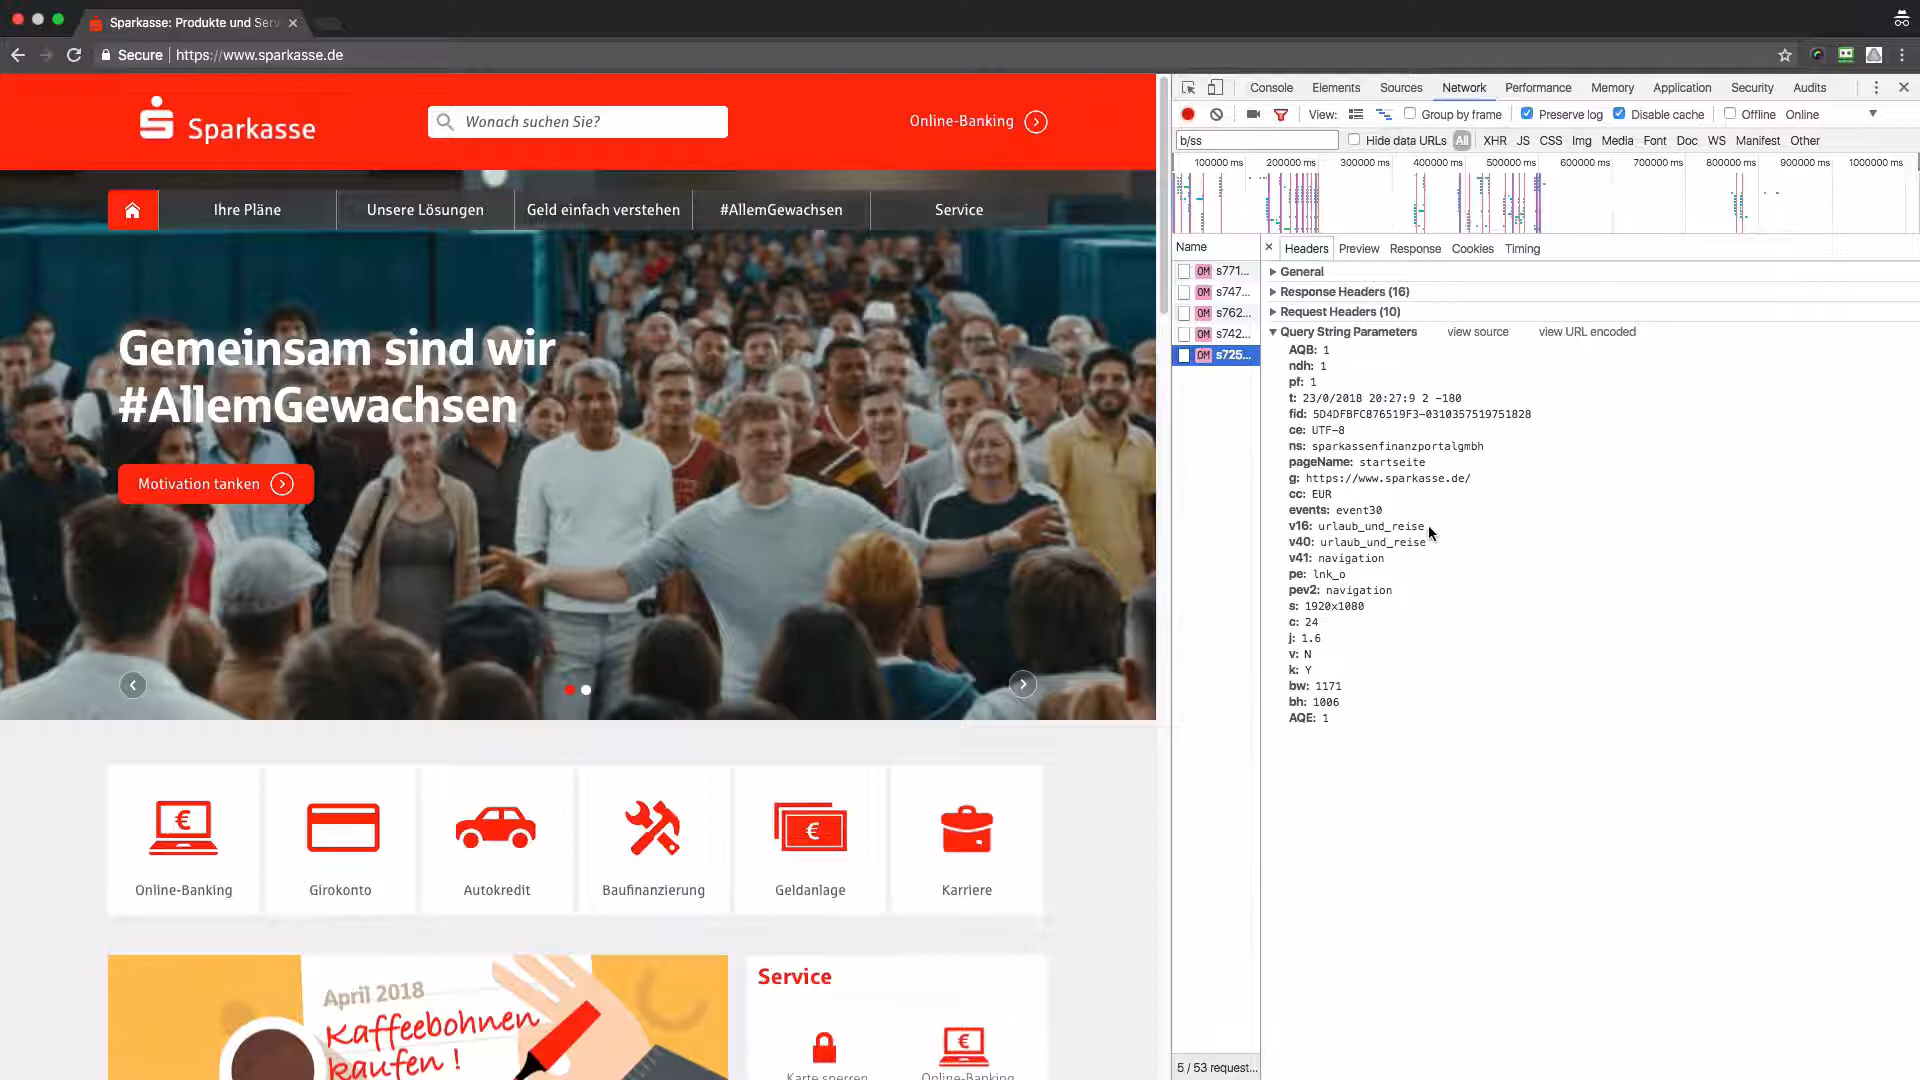 Sparkasse: Produkte und Serv
Secure https://www.sparkasse.de
Sparkasse
Wonach suchen Sie?
Online-Banking
Ihre Pläne
Unsere Lösungen
Geld einfach verstehen
#AllemGewachsen
Service
Gemeinsam sind wir
#AllemGewachsen
Motivation tanken
Online-Banking
Girokonto
Autokredit
Baufinanzierung
Geldanlage
Karriere
April 2018
Kaffeebohnen
kaufen !
Service
Karte sperren
Online-Banking
Console Elements Sources Network Performance Memory Application Security Audits
View: Group by frame Preserve log Disable cache Offline Online
b/ss Hide data URLs All XHR JS CSS Img Media Font Doc WS Manifest Other
100000 ms 200000 ms 300000 ms 400000 ms 500000 ms 600000 ms 700000 ms 800000 ms 900000 ms 1000000 ms
Name
OM s771...
OM s747...
OM s762...
OM s742...
OM s725...
5 / 53 request...
Headers Preview Response Cookies Timing
General
Response Headers (16)
Request Headers (10)
Query String Parameters view source view URL encoded
AQB: 1
ndh: 1
pf: 1
t: 23/0/2018 20:27:9 2 -180
fid: 5D4DFBFC876519F3-0310357519751828
ce: UTF-8
ns: sparkassenfinanzportalgmbh
pageName: startseite
g: https://www.sparkasse.de/
cc: EUR
events: event30
v16: urlaub_und_reise
v40: urlaub_und_reise
v41: navigation
pe: lnk_o
pev2: navigation
s: 1920x1080
c: 24
j: 1.6
v: N
k: Y
bw: 1171
bh: 1006
AQE: 1